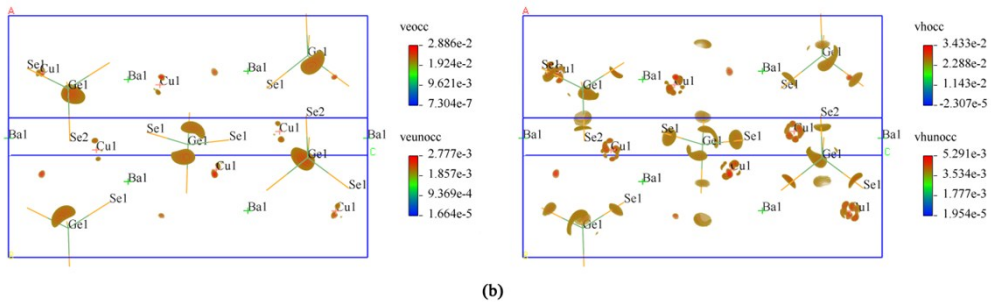 A
Ge1
Se1
Cu1
Ba1
Cu1
Ba1
Se1
Ge1
Se2
Se1
Se1
Cu1
Ba1
Cu1
Ge1
Ba1
C
Ge1
Cu1
Ba1
Se1
Ge1
Ba1
Cu1
veocc
2.886e-2
1.924e-2
9.621e-3
7.304e-7
veunocc
2.777e-3
1.857e-3
9.369e-4
1.664e-5
A
Ge1
Se1
Cu1
Ba1
Cu1
Ba1
Se1
Ge1
Se2
Se2
Se1
Se1
Cu1
Ba1
Cu1
Ge1
Ba1
C
Ge1
Cu1
Ba1
Se1
Ge1
Ba1
Cu1
vhocc
3.433e-2
2.288e-2
1.143e-2
-2.307e-5
vhunocc
5.291e-3
3.534e-3
1.777e-3
1.954e-5
(b)